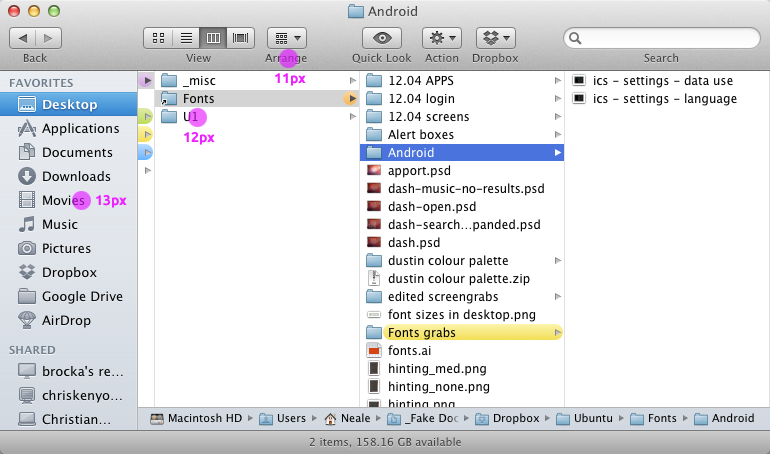 Android
Back
View
Arrange
Quick Look
Action
Dropbox
Search
11px
FAVORITES
Desktop
Applications
Documents
Downloads
Movies
13px
Music
Pictures
Dropbox
Google Drive
AirDrop
SHARED
brocka's re...
chriskenyo...
Christian...
_misc
Fonts
UI
12px
12.04 APPS
12.04 login
12.04 screens
Alert boxes
Android
apport.psd
dash-music-no-results.psd
dash-open.psd
dash-search...panded.psd
dash.psd
dustin colour palette
dustin colour palette.zip
edited screengrabs
font sizes in desktop.png
Fonts grabs
fonts.ai
hinting_med.png
hinting_none.png
hinting.png
ics – settings – data use
ics – settings – language
Macintosh HD ▸ Users ▸ Neale ▸ _Fake Doc ▸ Dropbox ▸ Ubuntu ▸ Fonts ▸ Android
2 items, 158.16 GB available